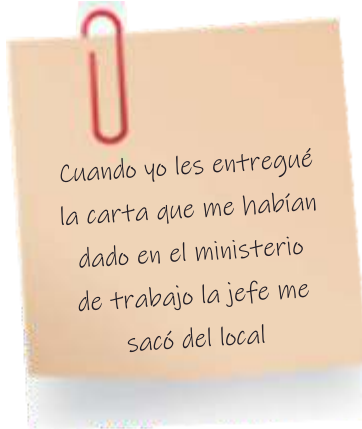 Cuando yo les entregué
la carta que me habían
dado en el ministerio
de trabajo la jefe me
sacó del local